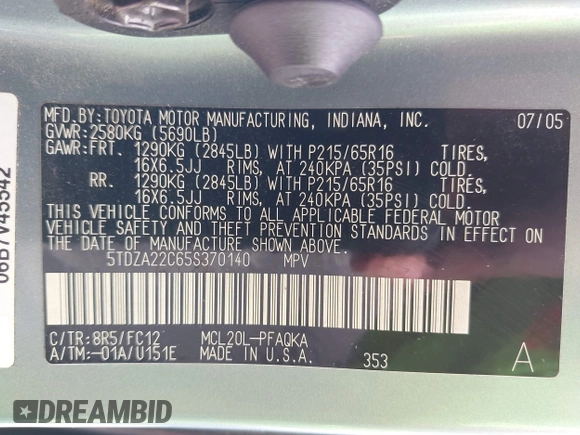 MFD.BY:TOYOTA MOTOR MANUFACTURING, INDIANA, INC. 07/05
GVWR:2580KG (5690LB)
GAWR:FRT. 1290KG (2845LB) WITH P215/65R16 TIRES,
16X6.5JJ RIMS, AT 240KPA (35PSI) COLD.
RR. 1290KG (2845LB) WITH P215/65R16 TIRES,
16X6.5JJ RIMS, AT 240KPA (35PSI) COLD.
THIS VEHICLE CONFORMS TO ALL APPLICABLE FEDERAL MOTOR
VEHICLE SAFETY AND THEFT PREVENTION STANDARDS IN EFFECT ON
THE DATE OF MANUFACTURE SHOWN ABOVE.
5TDZA22C65S370140 MPV
C/TR: 8R5/FC12 MCL20L-PFAQKA
A/TM:-01A/U151E MADE IN U.S.A. 353 A
DREAMBID